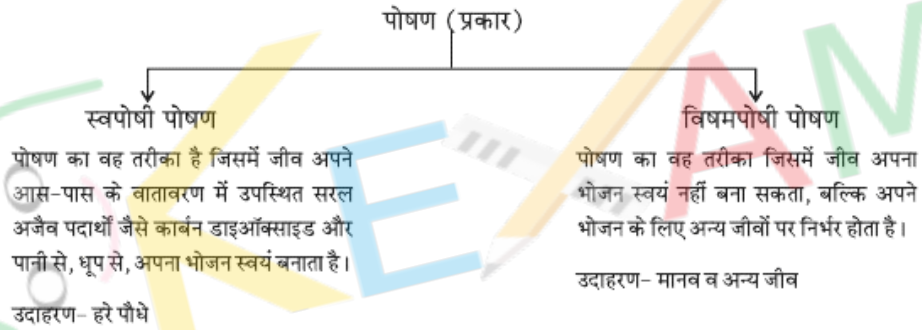 पोषण (प्रकार)
स्वपोषी पोषण
पोषण का वह तरीका है जिसमें जीव अपने
आस-पास के वातावरण में उपस्थित सरल
अजैव पदार्थों जैसे कार्बन डाइऑक्साइड और
पानी से, धूप से, अपना भोजन स्वयं बनाता है।
उदाहरण- हरे पौधे
विषमपोषी पोषण
पोषण का वह तरीका जिसमें जीव अपना
भोजन स्वयं नहीं बना सकता, बल्कि अपने
भोजन के लिए अन्य जीवों पर निर्भर होता है।
उदाहरण- मानव व अन्य जीव